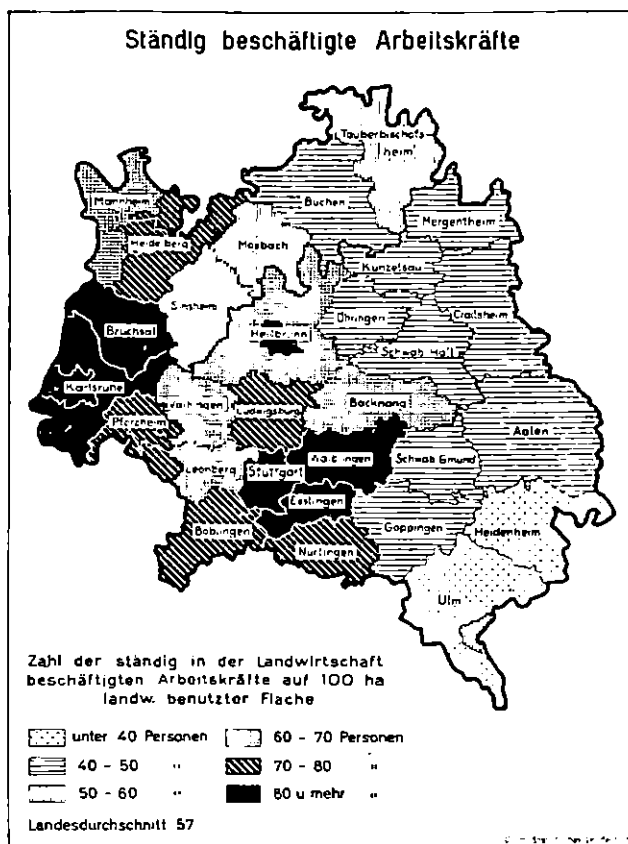 Ständig beschäftigte Arbeitskräfte
Tauberbischofsheim
Mannheim
Buchen
Mergentheim
Heidelberg
Mosbach
Künzelsau
Sinsheim
Öhringen
Crailsheim
Heilbronn
Bruchsal
Schwäb Hall
Karlsruhe
Vaihingen
Ludwigsburg
Backnang
Pforzheim
Aalen
Waiblingen
Schwäb Gmünd
Leonberg
Stuttgart
Esslingen
Böblingen
Göppingen
Heidenheim
Nürtingen
Ulm
Zahl der ständig in der Landwirtschaft
beschäftigten Arbeitskräfte auf 100 ha
landw. benutzter Fläche
unter 40 Personen
60 - 70 Personen
40 - 50 "
70 - 80 "
50 - 60 "
80 u mehr "
Landesdurchschnitt 57